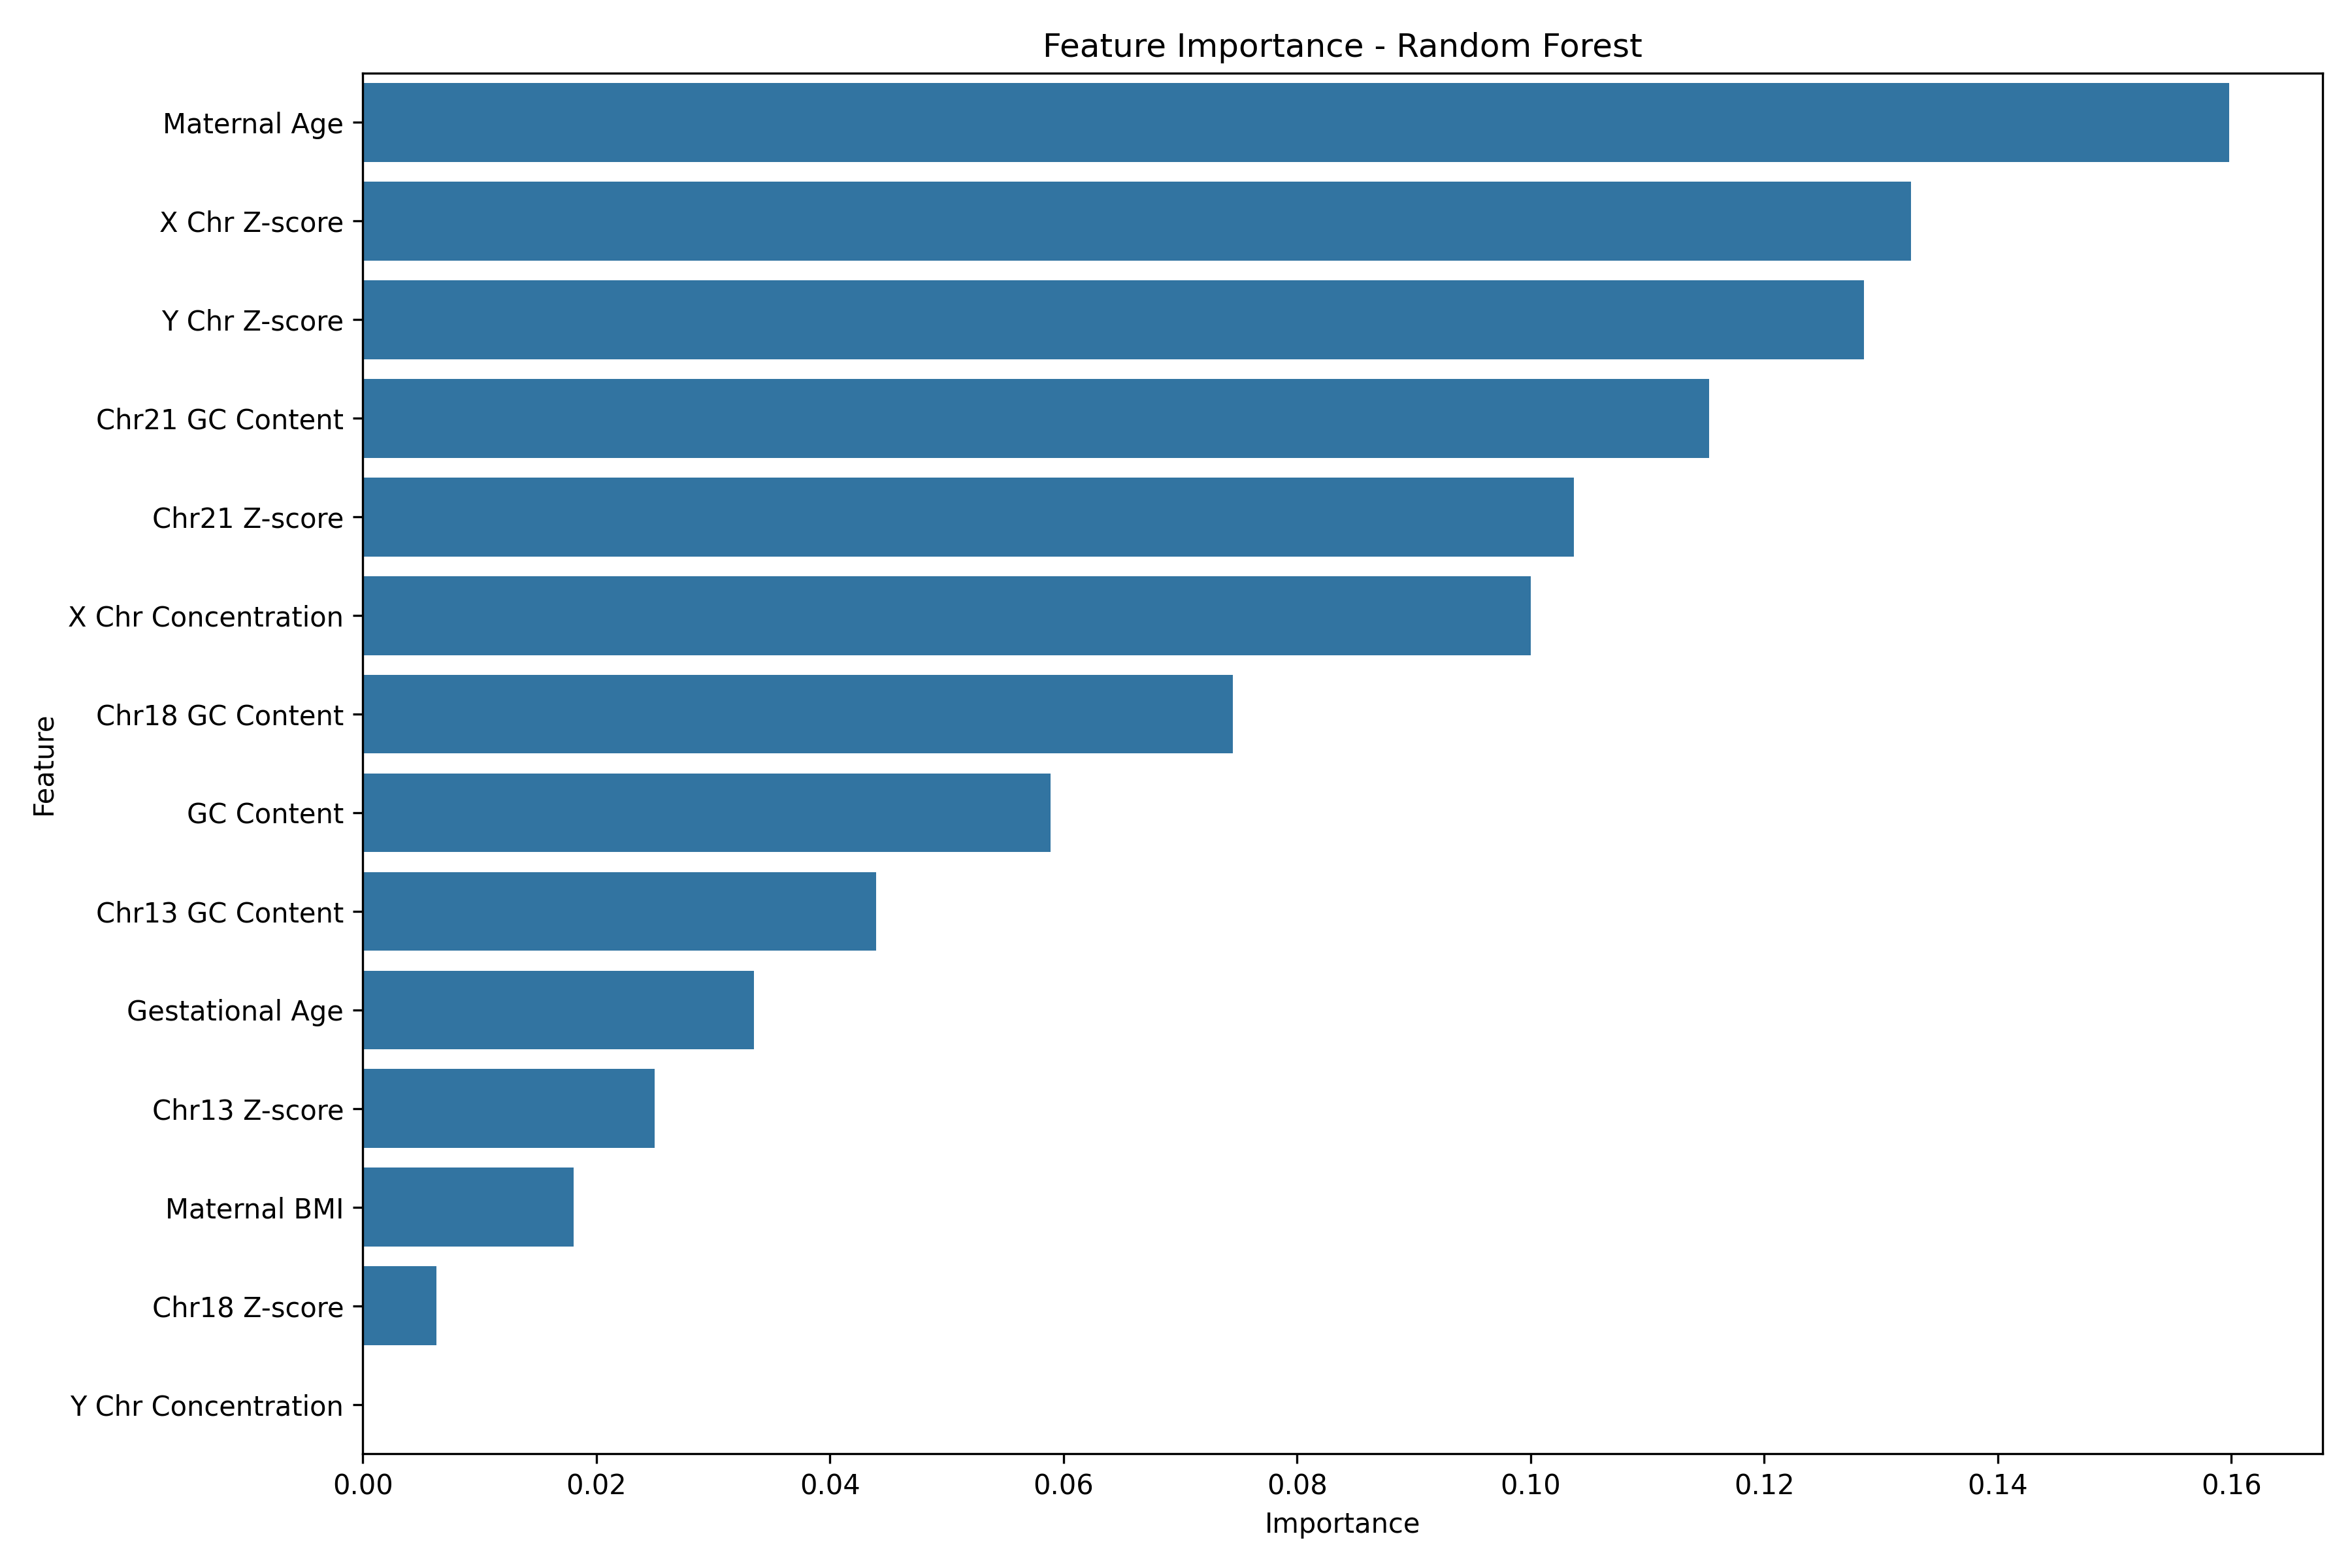 Feature Importance - Random Forest
Maternal Age
X Chr Z-score
Y Chr Z-score
Chr21 GC Content
Chr21 Z-score
X Chr Concentration
Chr18 GC Content
GC Content
Chr13 GC Content
Gestational Age
Chr13 Z-score
Maternal BMI
Chr18 Z-score
Y Chr Concentration
Feature
0.00 0.02 0.04 0.06 0.08 0.10 0.12 0.14 0.16
Importance